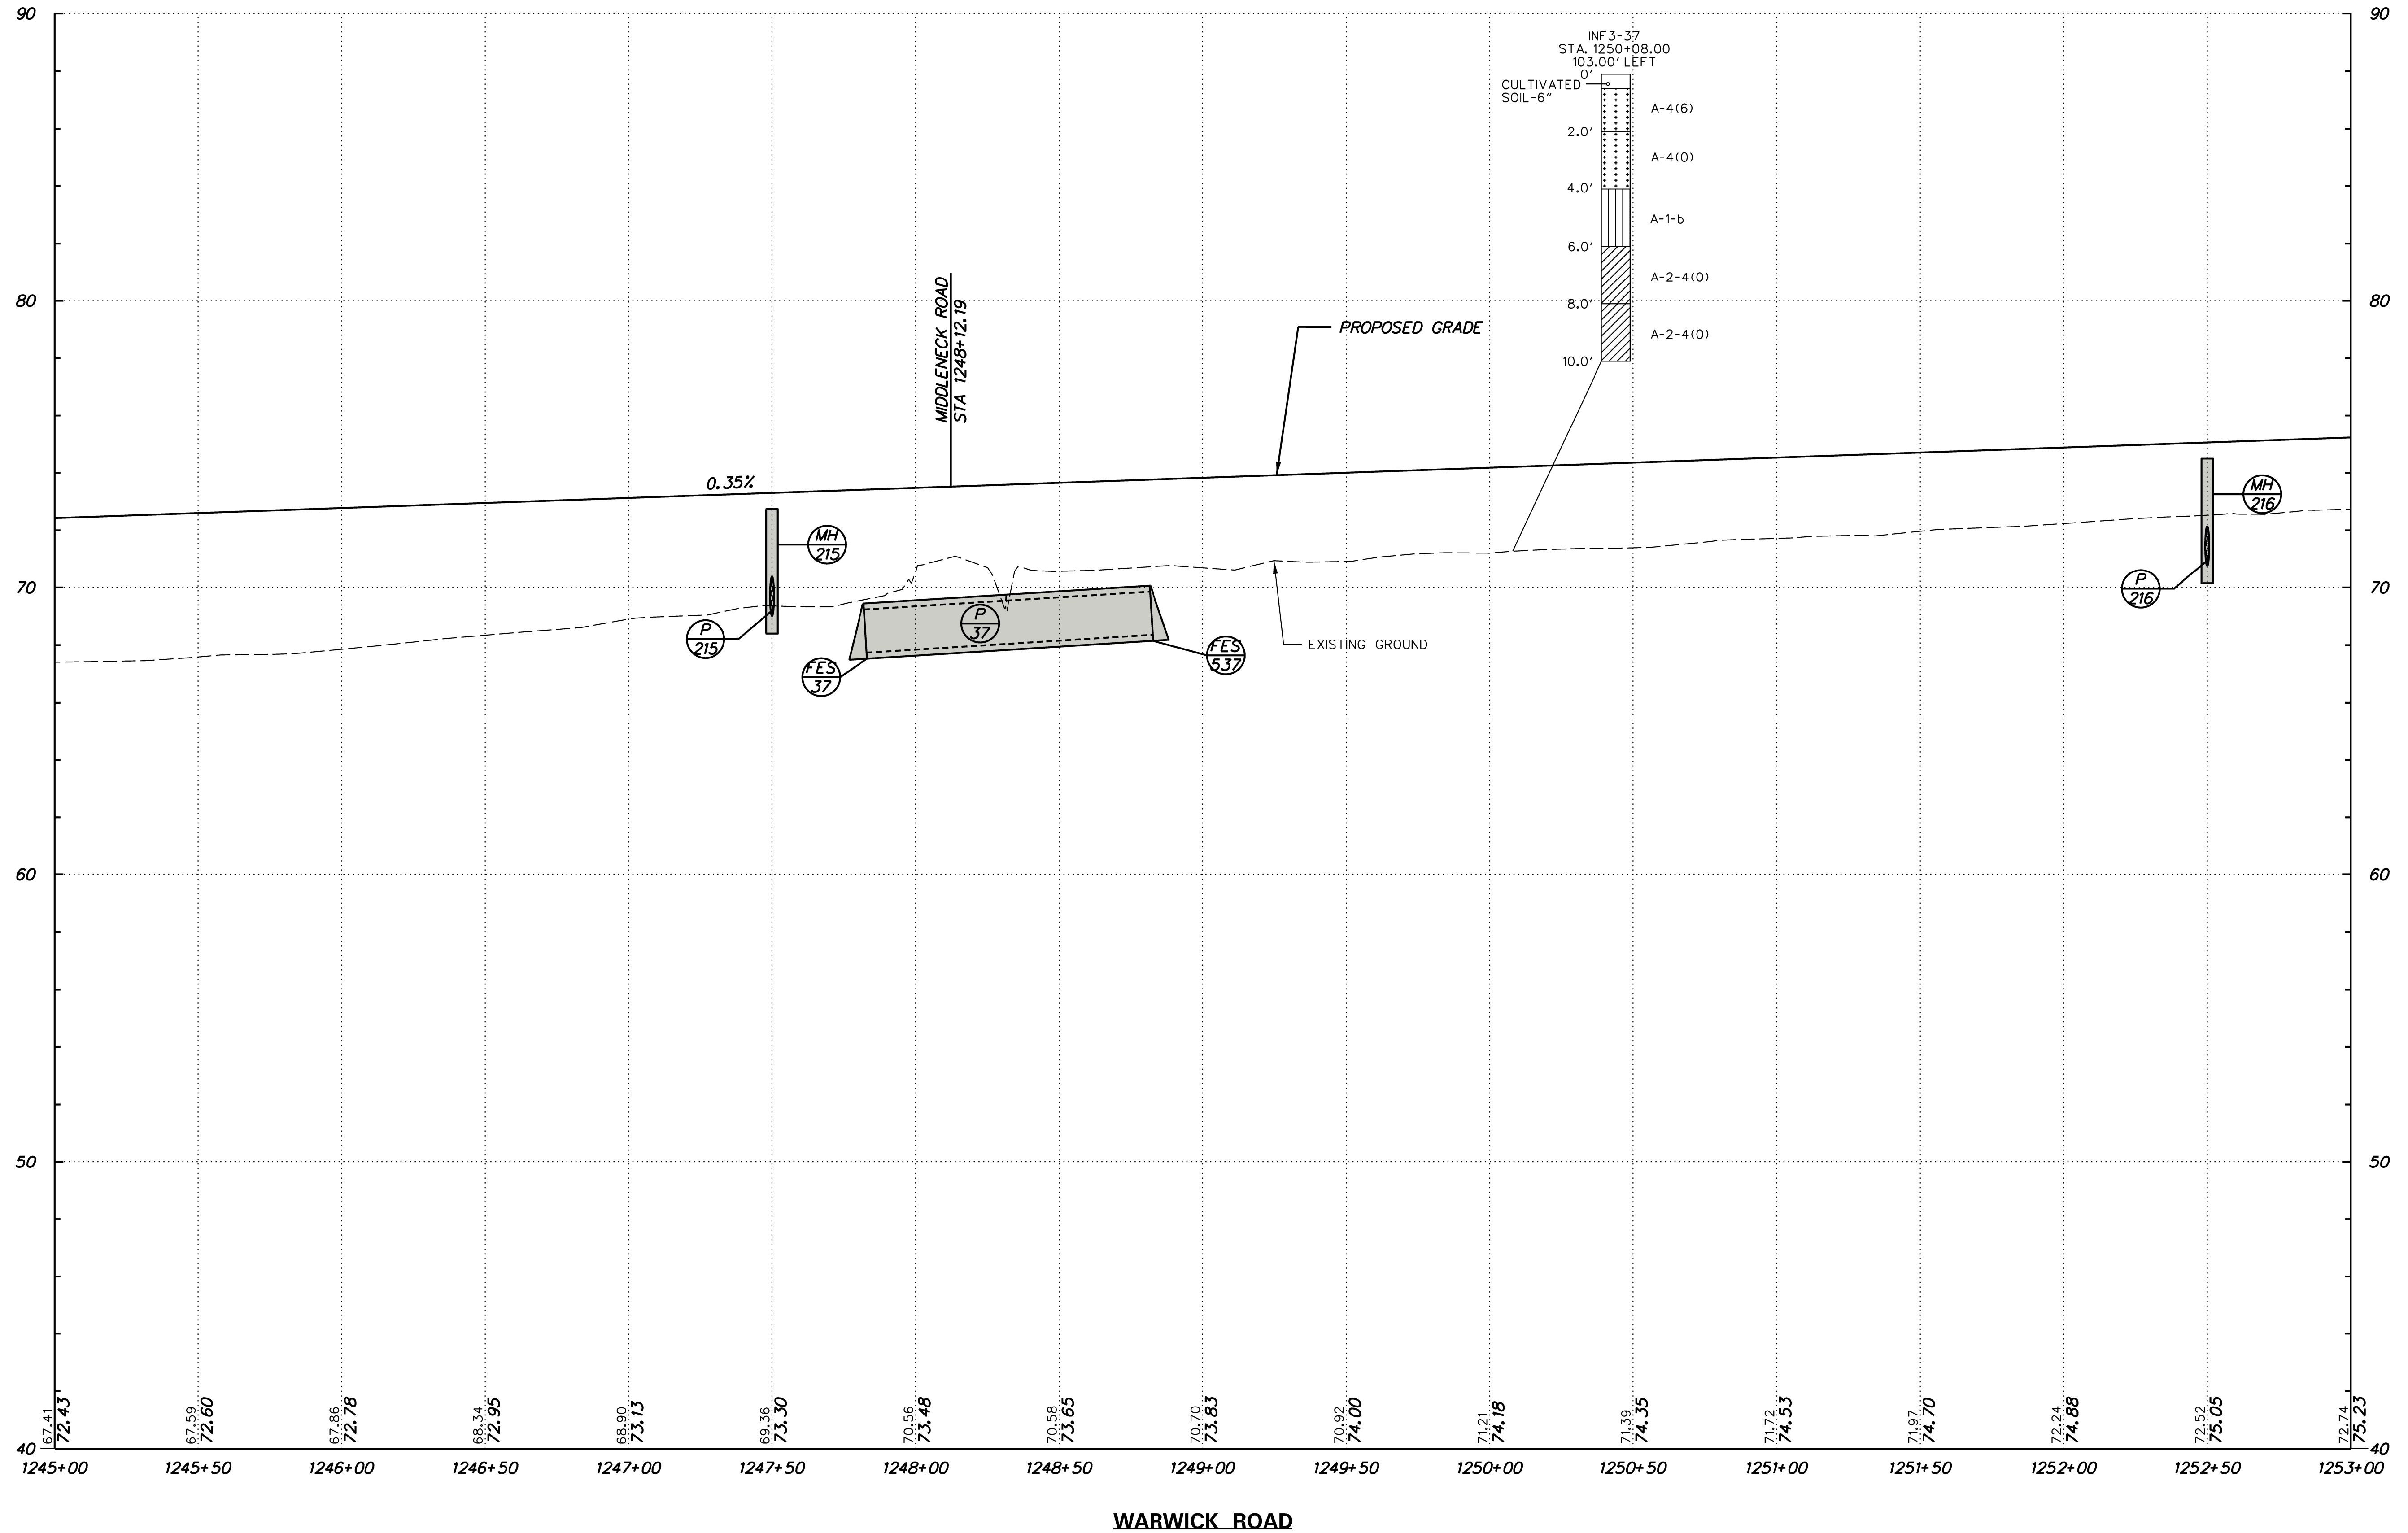 90
90
INF3-37
STA. 1250+08.00
103.00' LEFT
0'
CULTIVATED
SOIL-6"
A-4(6)
2.0'
A-4(0)
4.0'
A-1-b
6.0'
A-2-4(0)
80
8.0'
80
A-2-4(0)
10.0'
MIDDLENECK ROAD
STA 1248+12.19
PROPOSED GRADE
0.35%
MH
215
MH
216
70
70
P
216
P
215
P
37
FES
37
FES
537
EXISTING GROUND
60
60
50
50
67.41
72.43
67.59
72.60
67.86
72.78
68.34
72.95
68.90
73.13
69.36
73.30
70.56
73.48
70.58
73.65
70.70
73.83
70.92
74.00
71.21
74.18
71.39
74.35
71.72
74.53
71.97
74.70
72.24
74.88
72.52
75.05
72.74
75.23
40
40
1245+00 1245+50 1246+00 1246+50 1247+00 1247+50 1248+00 1248+50 1249+00 1249+50 1250+00 1250+50 1251+00 1251+50 1252+00 1252+50 1253+00
WARWICK ROAD